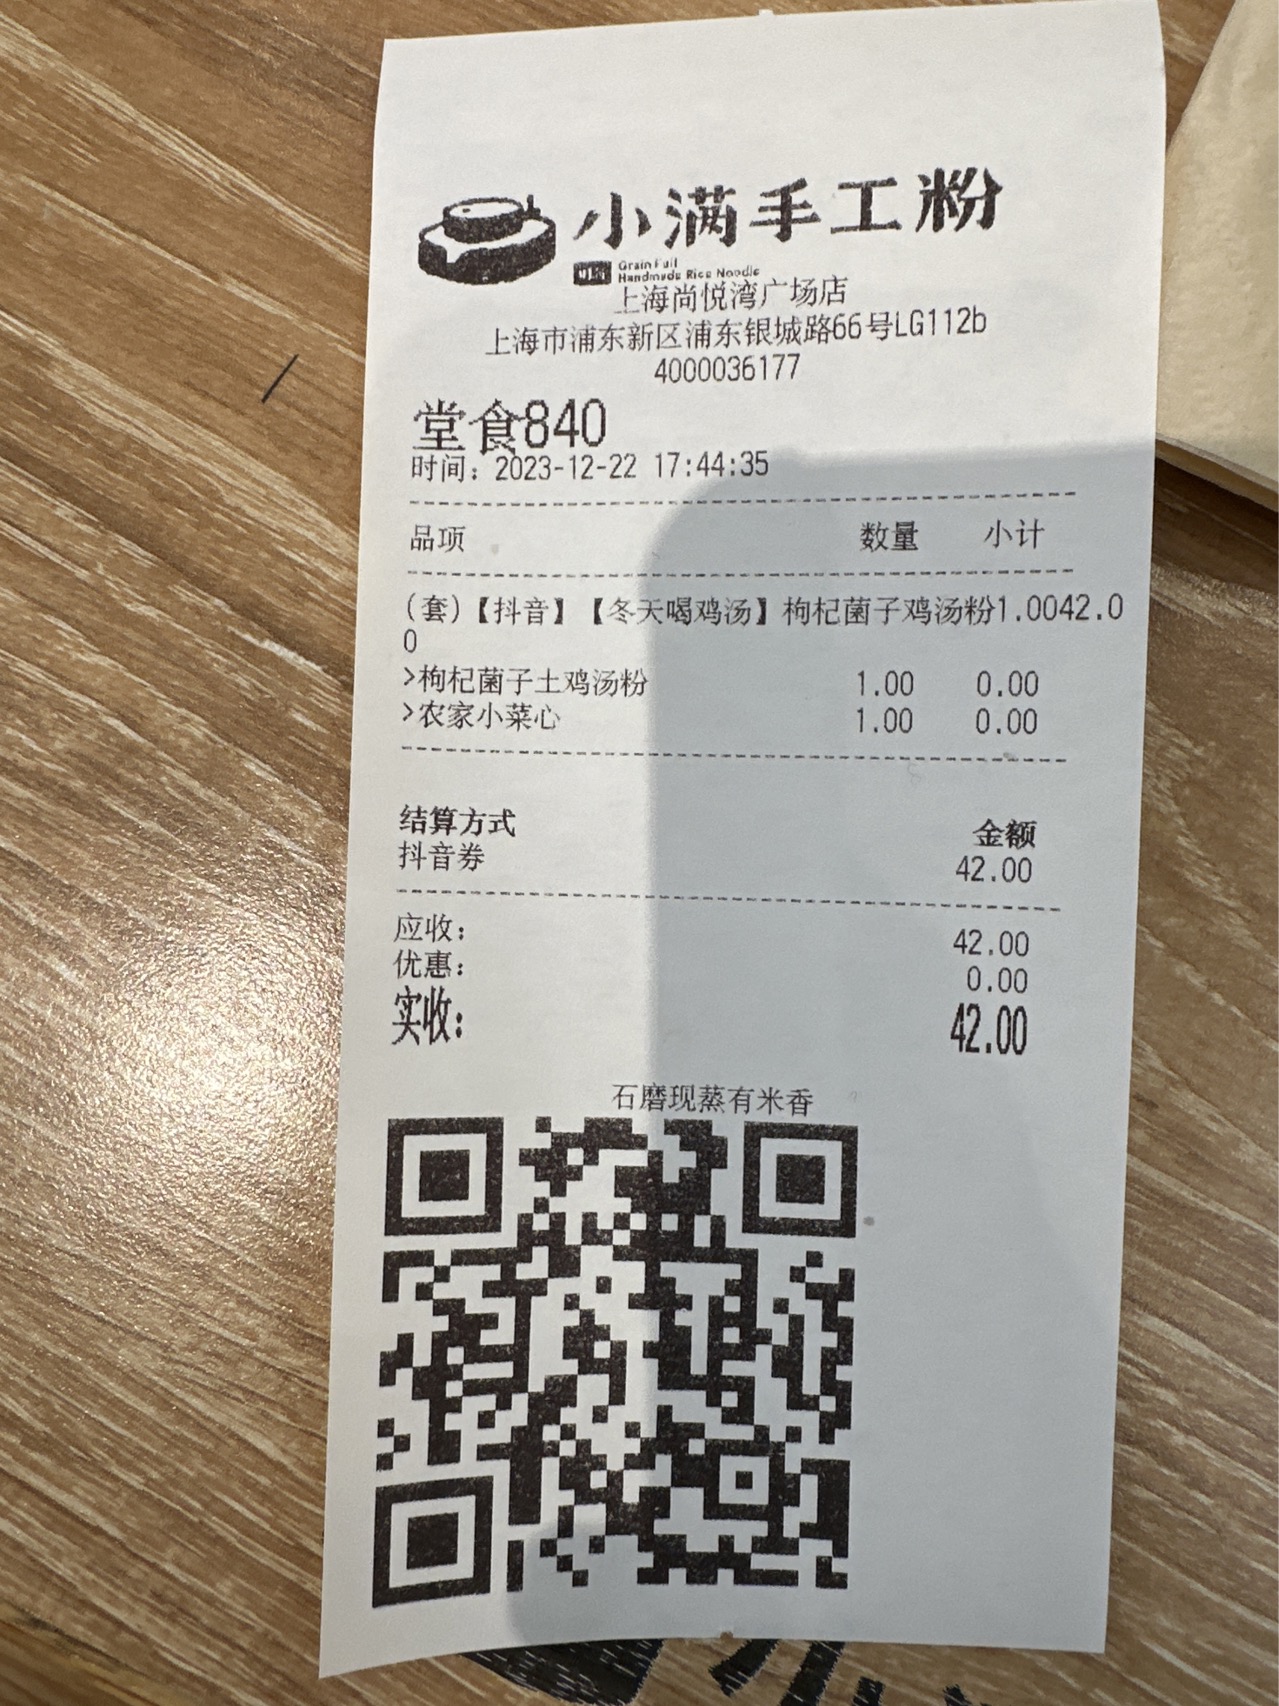 小满手工粉
Grain Full
Handmade Rice Noodle
上海尚悦湾广场店
上海市浦东新区浦东银城路66号LG112b
4000036177
堂食840
时间：2023-12-22 17:44:35
品项 数量 小计
(套)【抖音】【冬天喝鸡汤】枸杞菌子鸡汤粉1.0042.0
0
>枸杞菌子土鸡汤粉 1.00 0.00
>农家小菜心 1.00 0.00
结算方式 金额
抖音券 42.00
应收： 42.00
优惠： 0.00
实收： 42.00
石磨现蒸有米香